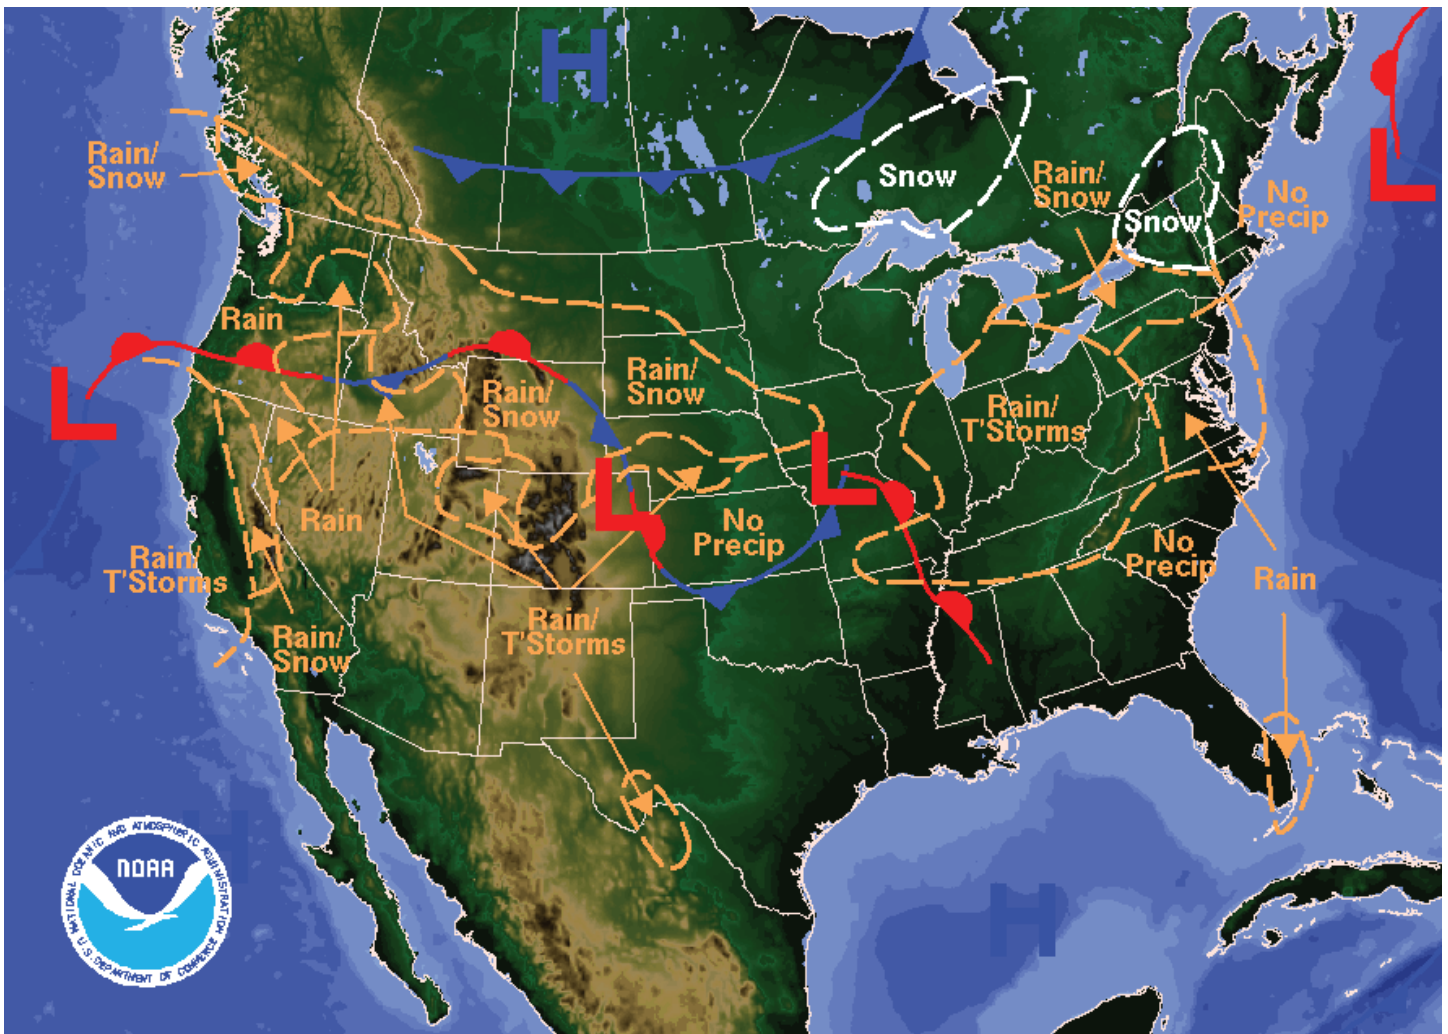 H
Rain/
Snow
Snow
Rain/
Snow
No
Precip
L
Snow
Rain
L
Rain/
Snow
Rain/
Snow
Rain/
T'Storms
L
L
Rain
No
Precip
No
Precip
Rain/
T'Storms
Rain
Rain/
Snow
Rain/
T'Storms
H
H
NOAA
NATIONAL OCEANIC AND ATMOSPHERIC ADMINISTRATION
U.S. DEPARTMENT OF COMMERCE